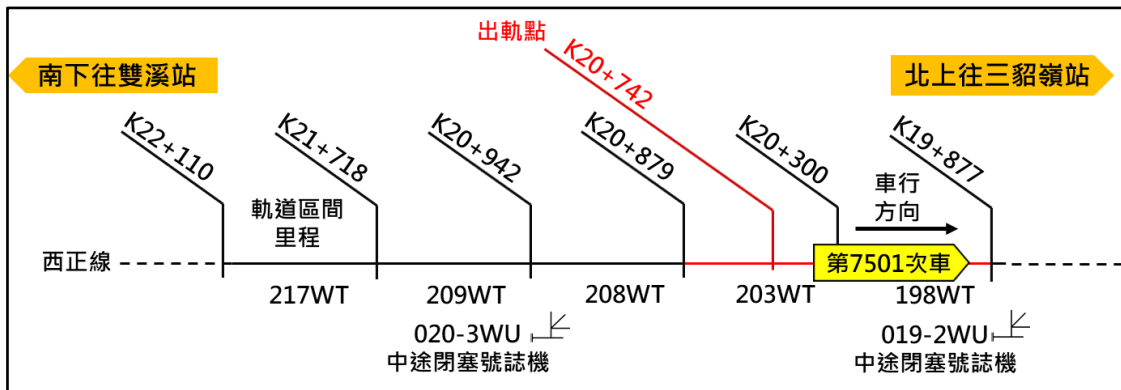 出軌點
南下往雙溪站
北上往三貂嶺站
K22+110
K21+718
K20+942
K20+879
K20+742
K20+300
K19+877
軌道區間
里程
車行
方向
西正線
第7501次車
217WT
209WT
208WT
203WT
198WT
020-3WU
中途閉塞號誌機
019-2WU
中途閉塞號誌機